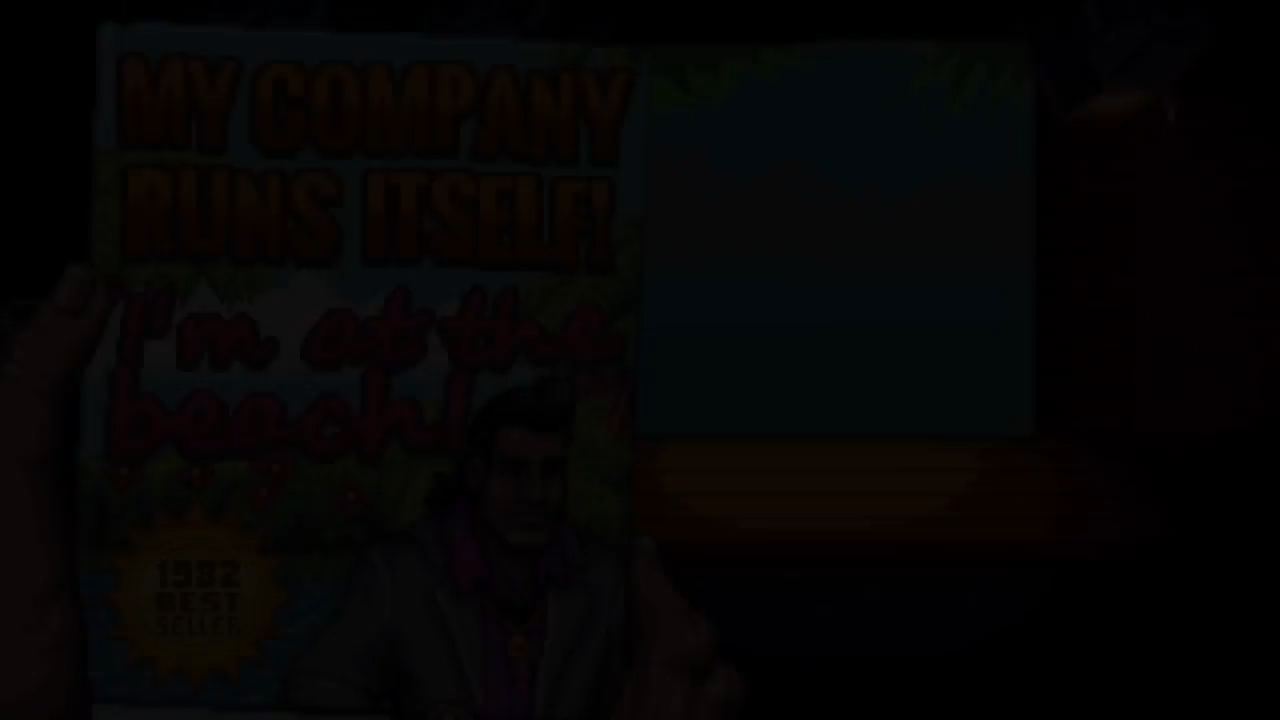 MY COMPANY
RUNS ITSELF!
I'm at the
beach!
1982
BEST
SELLER